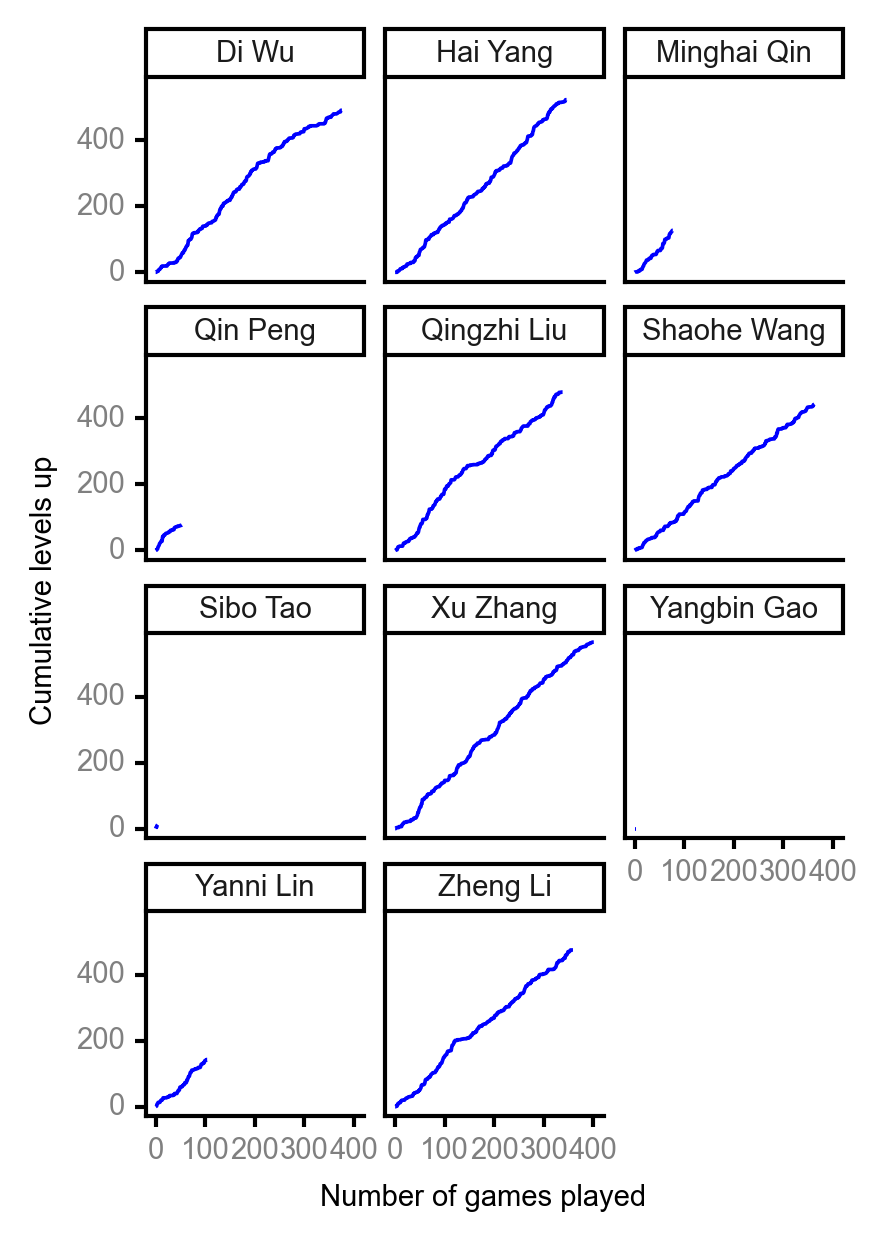 Di Wu
Hai Yang
Minghai Qin
400
200
0
Qin Peng
Qingzhi Liu
Shaohe Wang
400
200
0
Sibo Tao
Xu Zhang
Yangbin Gao
400
200
0
0 100 200 300 400
Yanni Lin
Zheng Li
400
200
0
0 100 200 300 400
0 100 200 300 400
Number of games played
Cumulative levels up